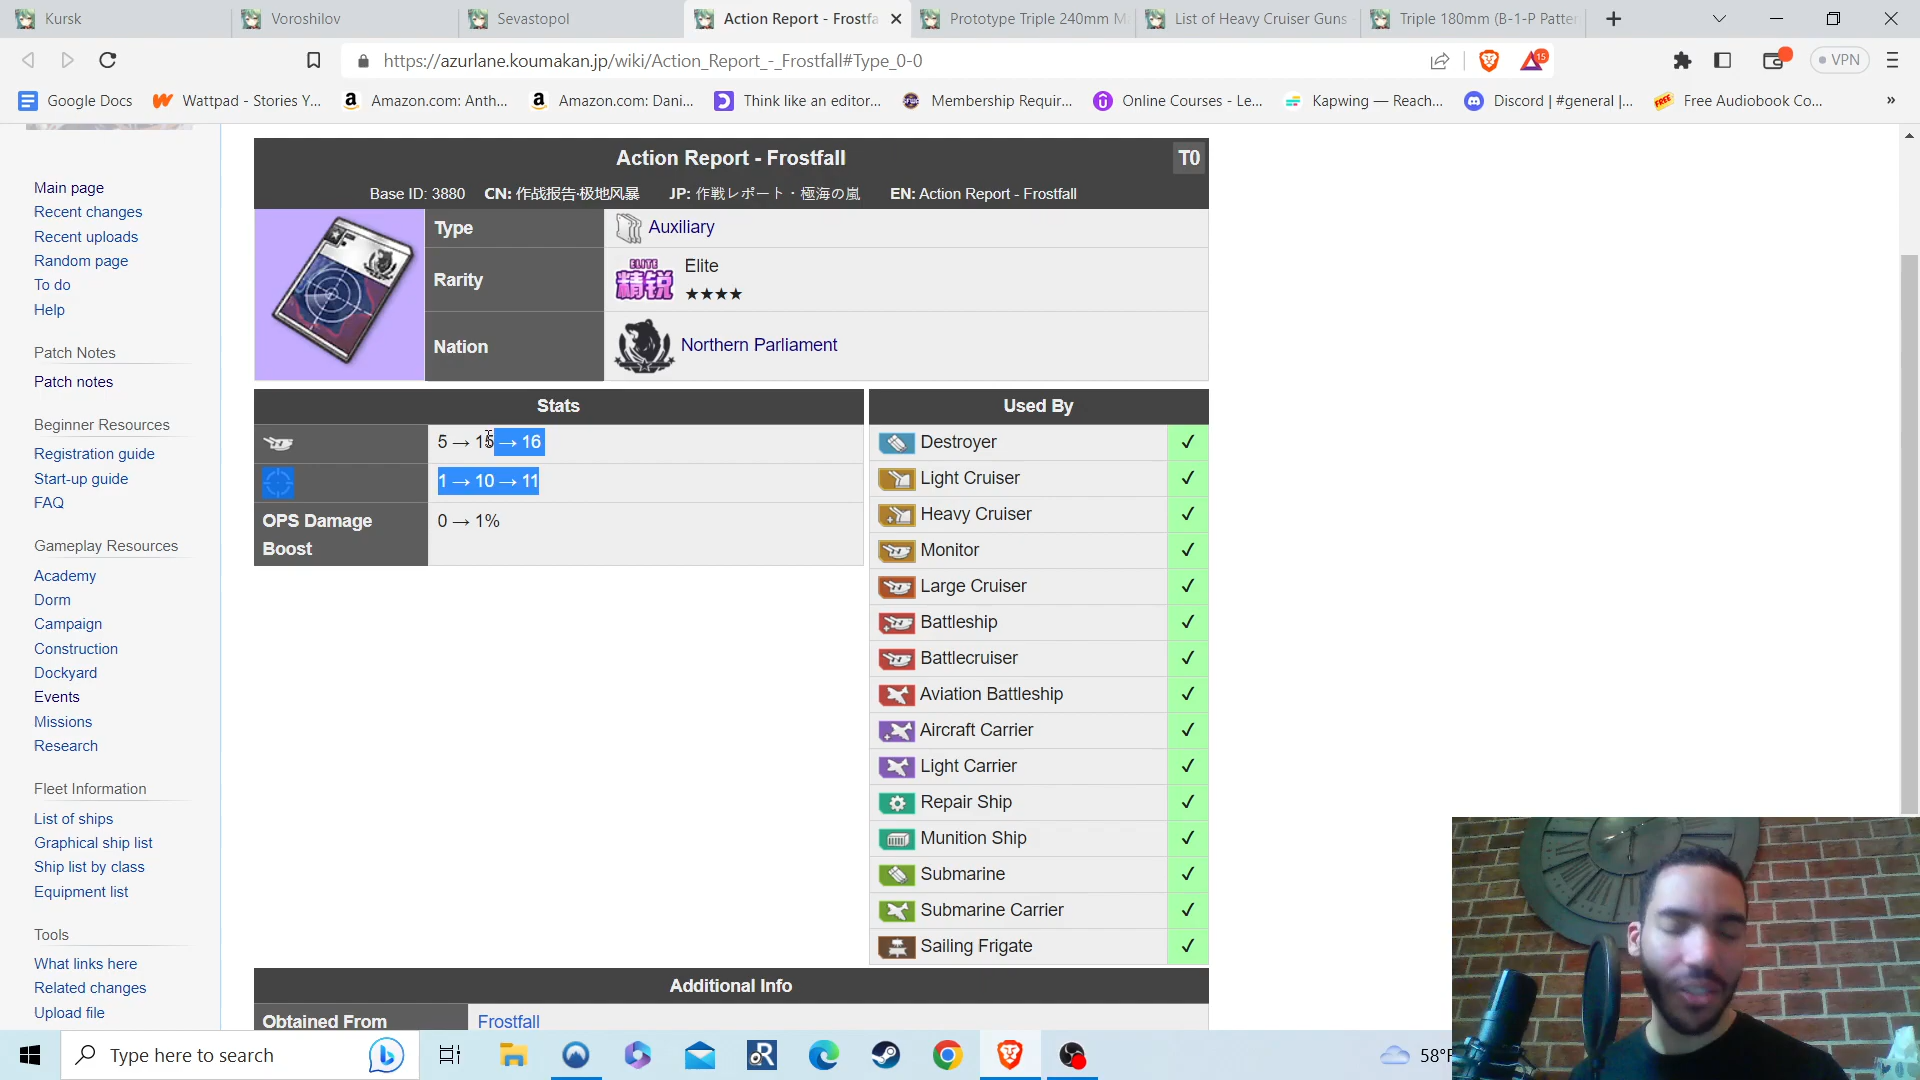 Kursk
Voroshilov
Sevastopol
Action Report - Frostfa
Prototype Triple 240mm M
List of Heavy Cruiser Guns
Triple 180mm (B-1-P Patter
https://azurlane.koumakan.jp/wiki/Action_Report_-_Frostfall#Type_0-0
15
VPN
Google Docs
Wattpad - Stories Y...
Amazon.com: Anth...
Amazon.com: Dani...
Think like an editor...
Membership Requir...
Online Courses - Le...
Kapwing — Reach...
Discord | #general |...
FREE
Free Audiobook Co...
»
Main page
Recent changes
Recent uploads
Random page
To do
Help
Patch Notes
Patch notes
Beginner Resources
Registration guide
Start-up guide
FAQ
Gameplay Resources
Academy
Dorm
Campaign
Construction
Dockyard
Events
Missions
Research
Fleet Information
List of ships
Graphical ship list
Ship list by class
Equipment list
Tools
What links here
Related changes
Upload file
Action Report - Frostfall
T0
Base ID: 3880 CN: 作战报告·极地风暴 JP: 作戦レポート・極海の嵐 EN: Action Report - Frostfall
Type
Auxiliary
Rarity
ELITE
精锐
Elite
★★★★
Nation
Northern Parliament
Stats
5 → 15 → 16
1 → 10 → 11
OPS Damage
Boost
0 → 1%
Used By
Destroyer ✓
Light Cruiser ✓
Heavy Cruiser ✓
Monitor ✓
Large Cruiser ✓
Battleship ✓
Battlecruiser ✓
Aviation Battleship ✓
Aircraft Carrier ✓
Light Carrier ✓
Repair Ship ✓
Munition Ship ✓
Submarine ✓
Submarine Carrier ✓
Sailing Frigate ✓
Additional Info
Obtained From
Frostfall
Type here to search
58°F